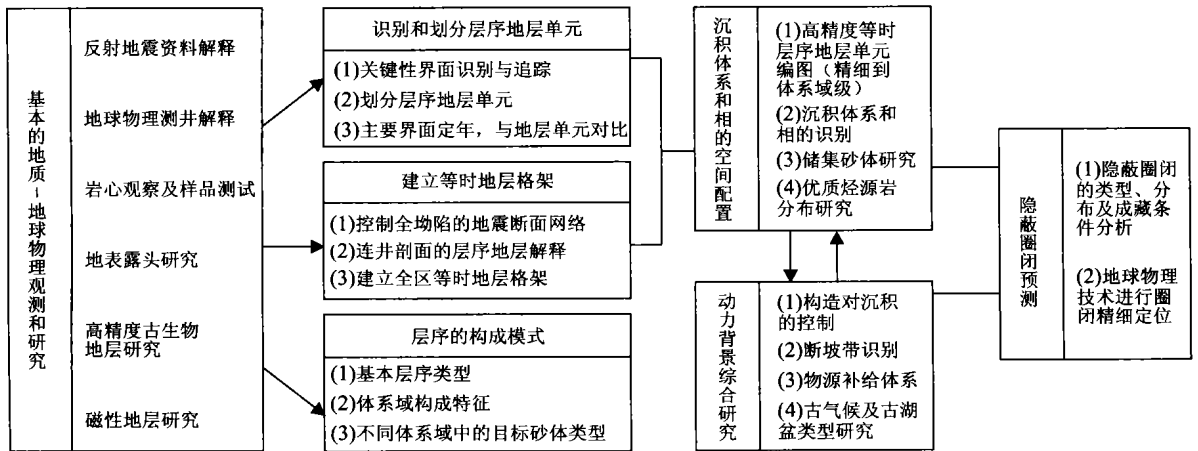 基本的地质-地球物理观测和研究
反射地震资料解释
地球物理测井解释
岩心观察及样品测试
地表露头研究
高精度古生物
地层研究
磁性地层研究
识别和划分层序地层单元
(1)关键性界面识别与追踪
(2)划分层序地层单元
(3)主要界面定年，与地层单元对比
建立等时地层格架
(1)控制全坳陷的地震断面网络
(2)连井剖面的层序地层解释
(3)建立全区等时地层格架
层序的构成模式
(1)基本层序类型
(2)体系域构成特征
(3)不同体系域中的目标砂体类型
沉积体系和相的空间配置
(1)高精度等时
层序地层单元
编图（精细到
体系域级）
(2)沉积体系和
相的识别
(3)储集砂体研究
(4)优质烃源岩
分布研究
动力背景综合研究
(1)构造对沉积
的控制
(2)断坡带识别
(3)物源补给体系
(4)古气候及古湖
盆类型研究
隐蔽圈闭预测
(1)隐蔽圈闭
的类型、分
布及成藏条
件分析
(2)地球物理
技术进行圈
闭精细定位